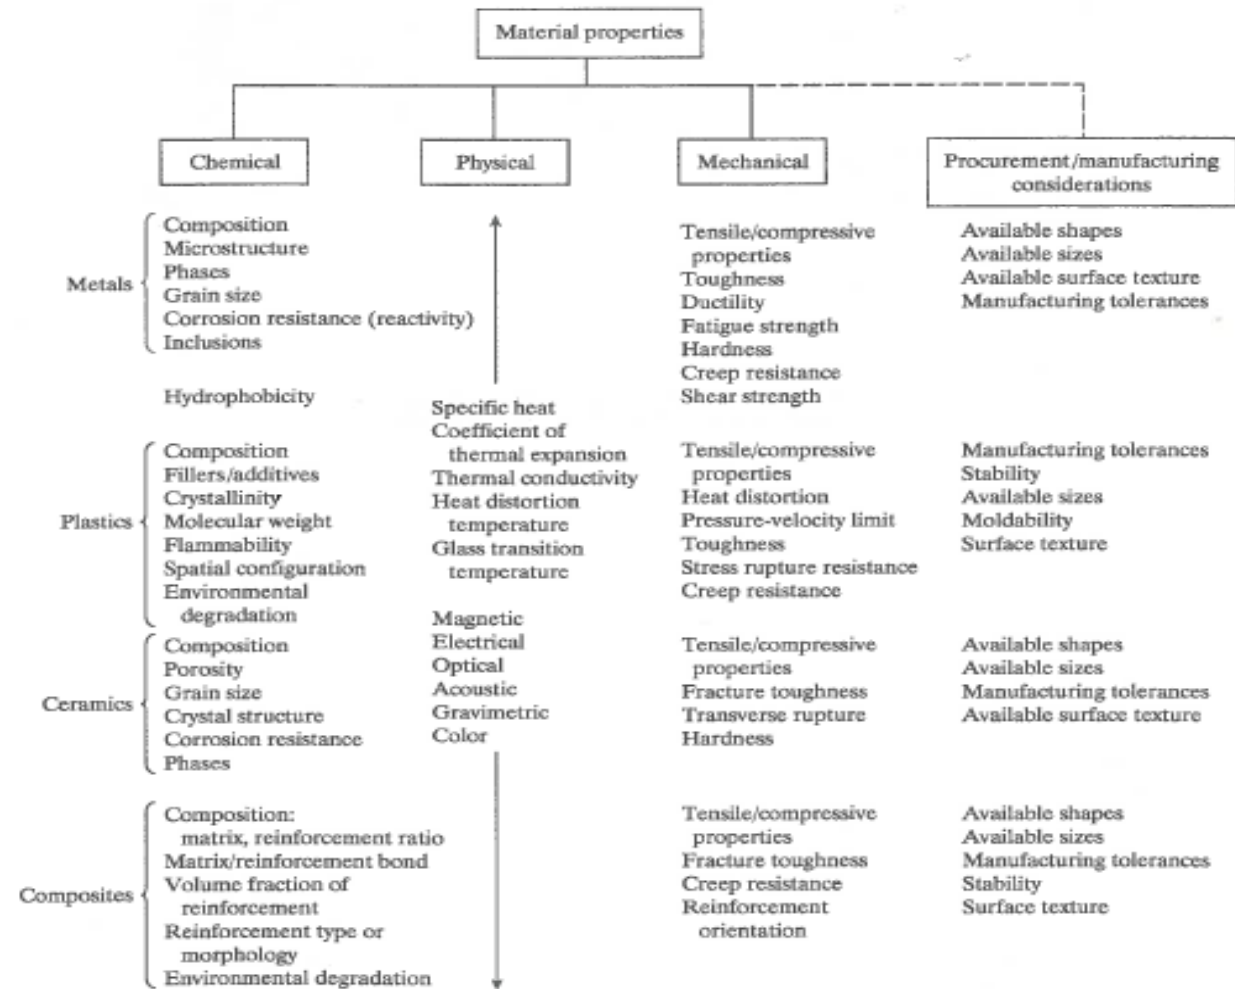 Material properties
Chemical
Physical
Mechanical
Procurement/manufacturing
considerations
Metals
Composition
Microstructure
Phases
Grain size
Corrosion resistance (reactivity)
Inclusions
Hydrophobicity
Plastics
Composition
Fillers/additives
Crystallinity
Molecular weight
Flammability
Spatial configuration
Environmental
degradation
Ceramics
Composition
Porosity
Grain size
Crystal structure
Corrosion resistance
Phases
Composites
Composition:
matrix, reinforcement ratio
Matrix/reinforcement bond
Volume fraction of
reinforcement
Reinforcement type or
morphology
Environmental degradation
Specific heat
Coefficient of
thermal expansion
Thermal conductivity
Heat distortion
temperature
Glass transition
temperature
Magnetic
Electrical
Optical
Acoustic
Gravimetric
Color
Tensile/compressive
properties
Toughness
Ductility
Fatigue strength
Hardness
Creep resistance
Shear strength
Tensile/compressive
properties
Heat distortion
Pressure-velocity limit
Toughness
Stress rupture resistance
Creep resistance
Tensile/compressive
properties
Fracture toughness
Transverse rupture
Hardness
Tensile/compressive
properties
Fracture toughness
Creep resistance
Reinforcement
orientation
Available shapes
Available sizes
Available surface texture
Manufacturing tolerances
Manufacturing tolerances
Stability
Available sizes
Moldability
Surface texture
Available shapes
Available sizes
Manufacturing tolerances
Available surface texture
Available shapes
Available sizes
Manufacturing tolerances
Stability
Surface texture